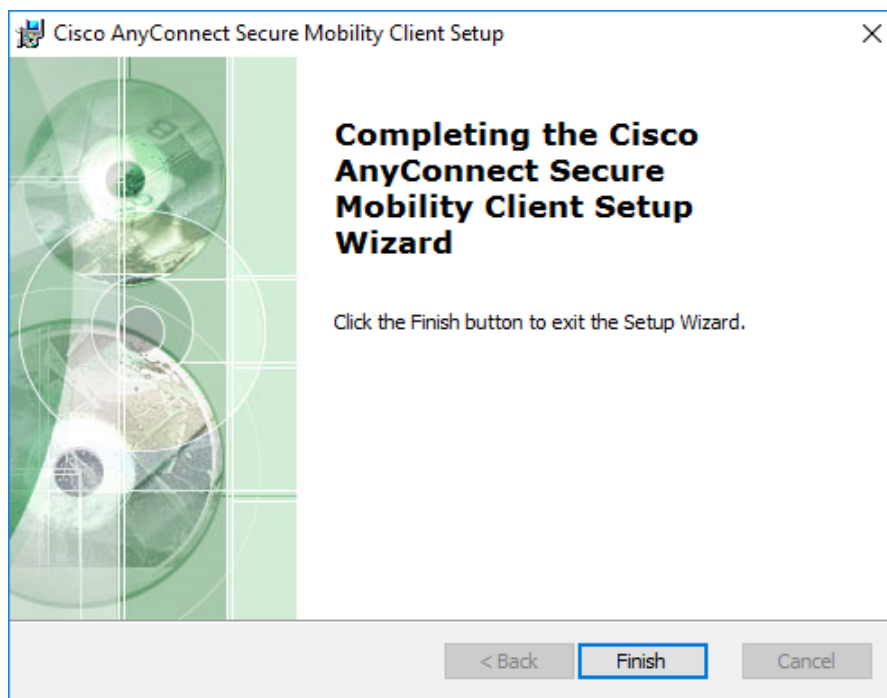 Cisco AnyConnect Secure Mobility Client Setup
Completing the Cisco
AnyConnect Secure
Mobility Client Setup
Wizard
Click the Finish button to exit the Setup Wizard.
< Back
Finish
Cancel